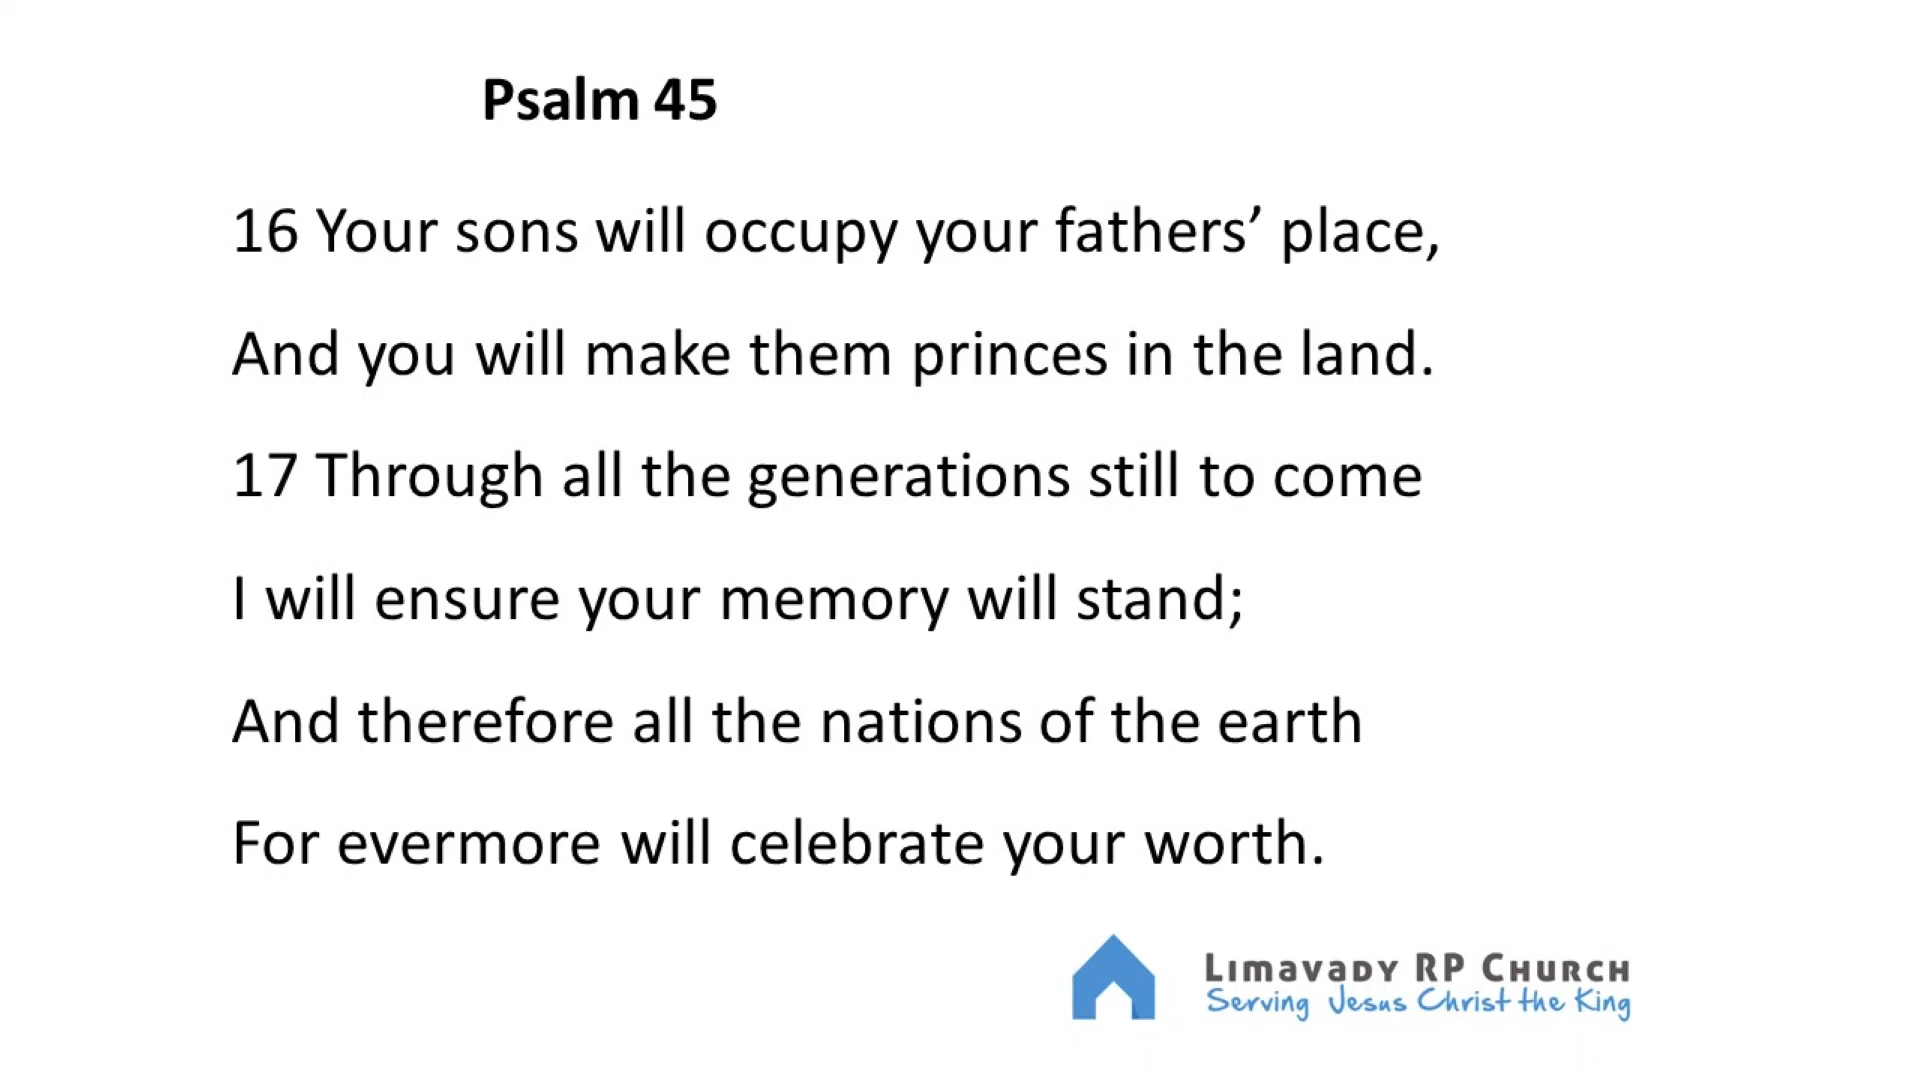 Psalm 45
16 Your sons will occupy your fathers’ place,
And you will make them princes in the land.
17 Through all the generations still to come
I will ensure your memory will stand;
And therefore all the nations of the earth
For evermore will celebrate your worth.
Limavady RP Church
Serving Jesus Christ the King